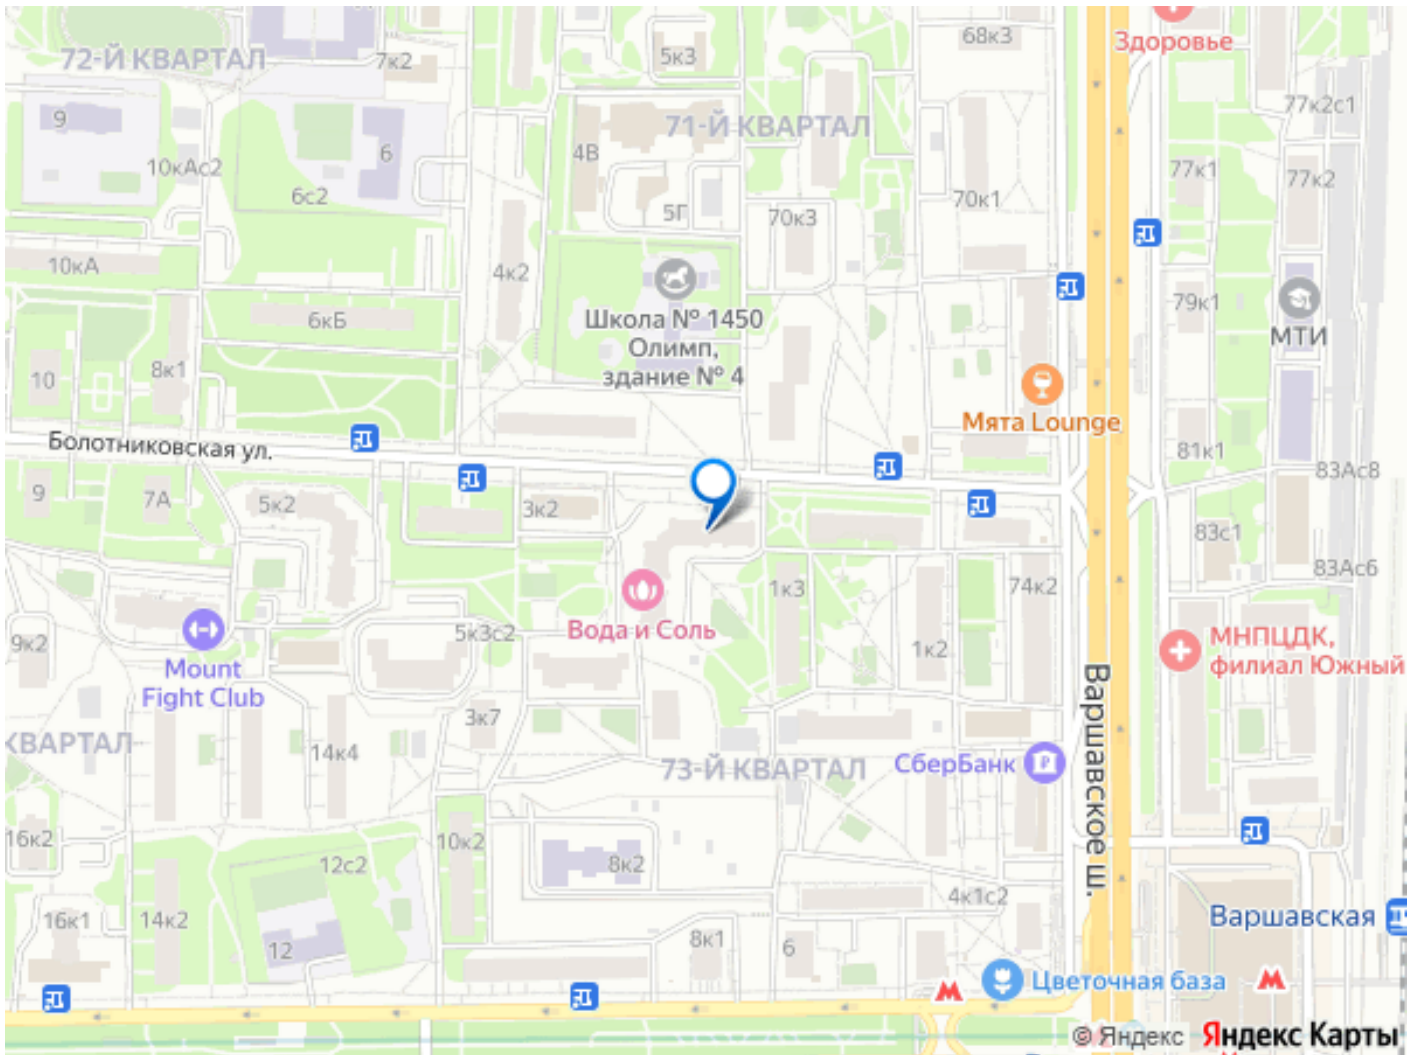 68к3
Здоровье
72-Й КВАРТАЛ
7к2
5к3
77к2с1
9
71-Й КВАРТАЛ
6
4В
10кАс2
77к1
77к2
6с2
5Г
70к3
70к1
10кА
4к2
79к1
6кБ
Школа № 1450
Олимп,
здание № 4
МТИ
8к1
10
Мята Lounge
Болотниковская ул.
81к1
83Ас8
9
7А
5к2
3к2
83с1
83Ас6
1к3
74к2
9к2
5к3с2
Вода и Соль
1к2
МНПЦДК,
филиал Южный
Mount
Fight Club
Варшавское ш.
3к7
КВАРТАЛ
14к4
73-Й КВАРТАЛ
СберБанк
16к2
10к2
12с2
8к2
4к1с2
16к1
14к2
Варшавская
12
8к1
6
Цветочная база
© Яндекс Яндекс Карты